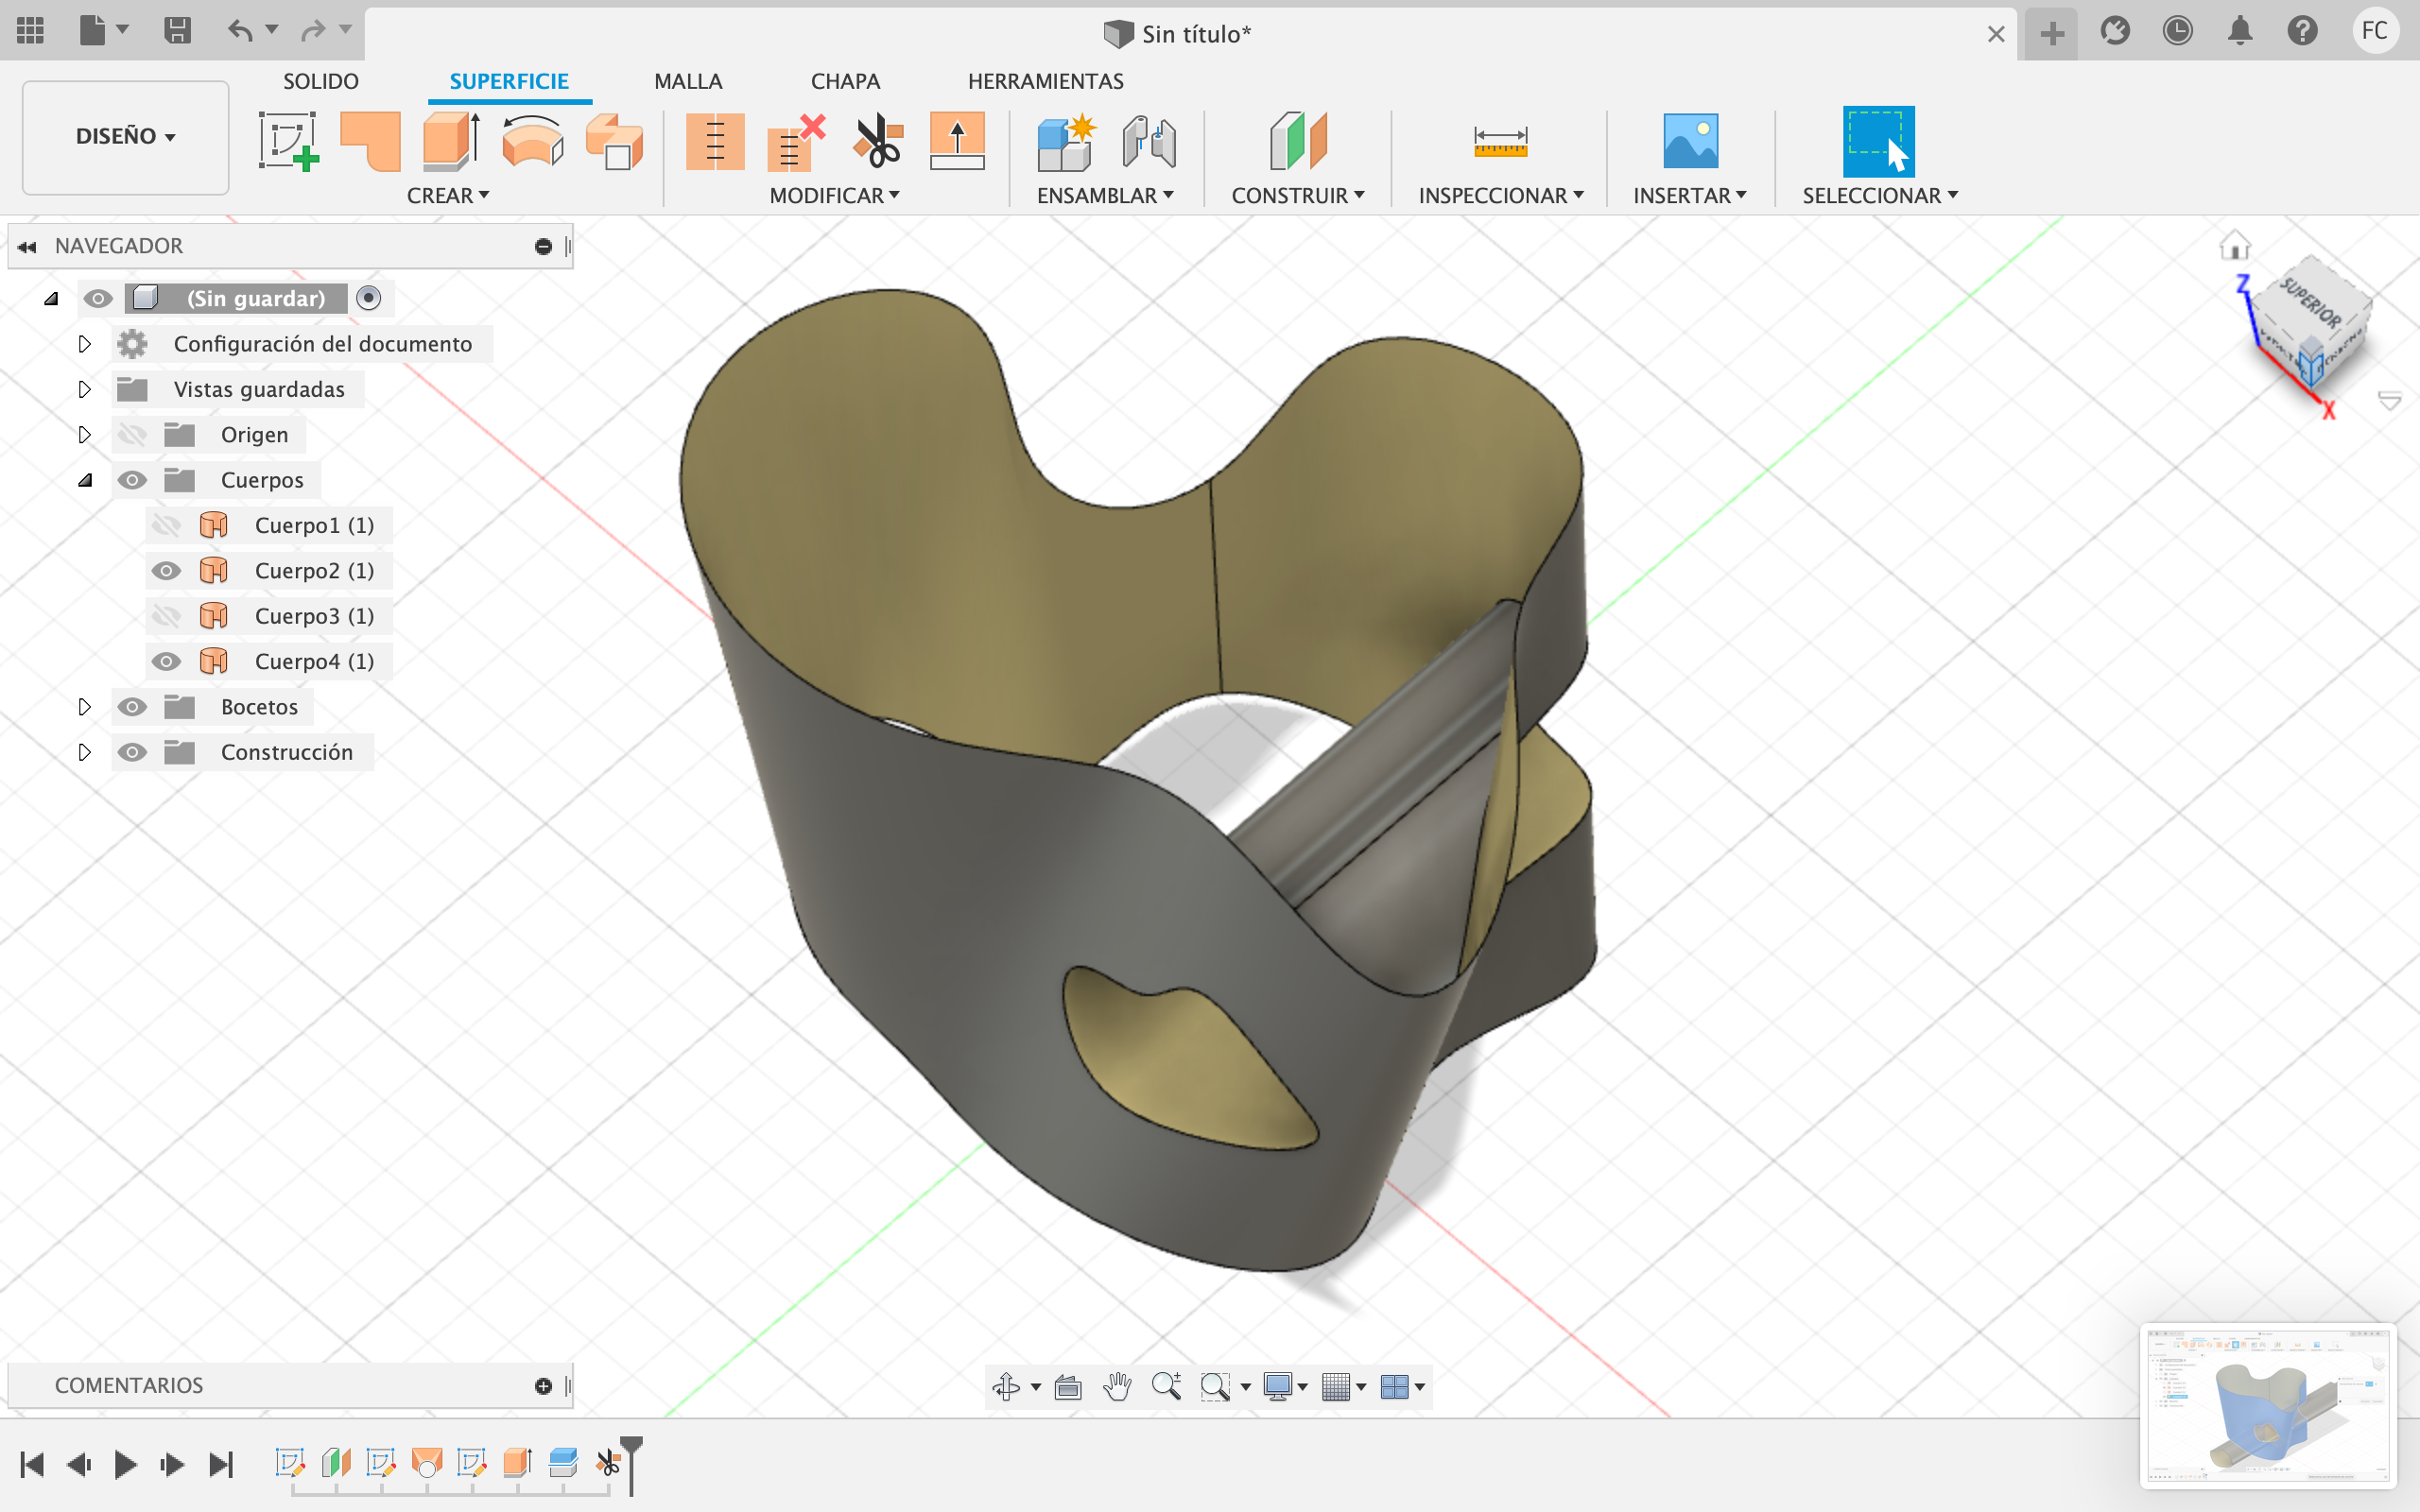 Sin título*
FC
SOLIDO
SUPERFICIE
MALLA
CHAPA
HERRAMIENTAS
DISEÑO
CREAR
MODIFICAR
ENSAMBLAR
CONSTRUIR
INSPECCIONAR
INSERTAR
SELECCIONAR
NAVEGADOR
(Sin guardar)
Configuración del documento
Vistas guardadas
Origen
Cuerpos
Cuerpo1 (1)
Cuerpo2 (1)
Cuerpo3 (1)
Cuerpo4 (1)
Bocetos
Construcción
Z
SUPERIOR
X
COMENTARIOS